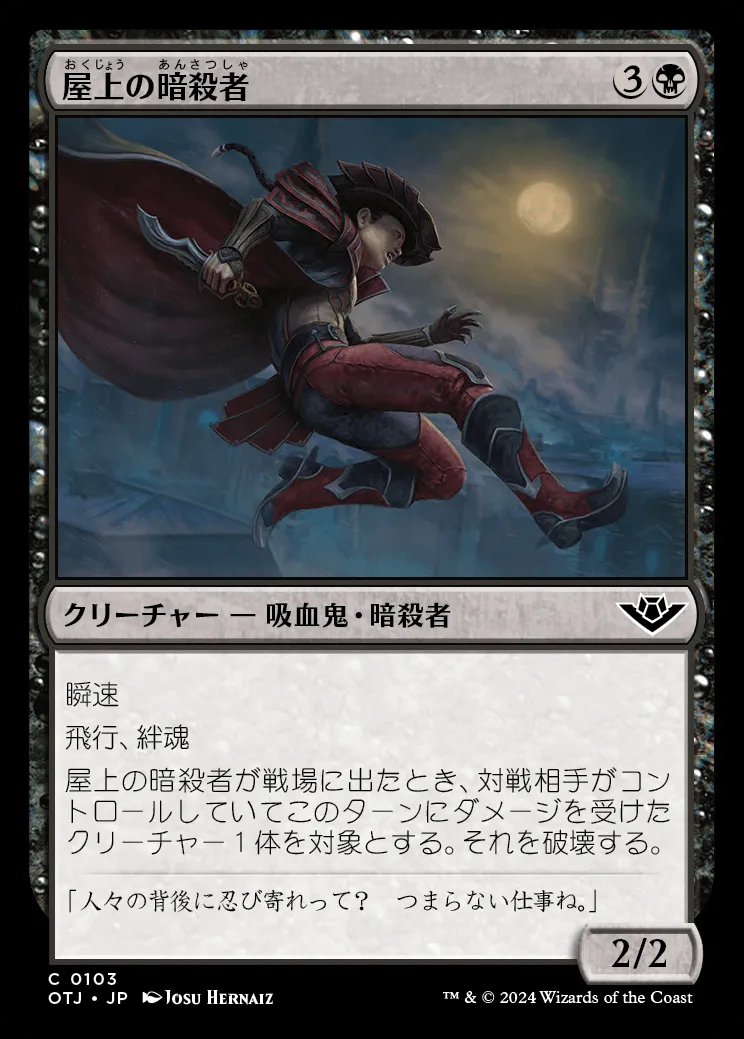 おくじょう あんさつしゃ
屋上の暗殺者 3
クリーチャー — 吸血鬼・暗殺者
瞬速
飛行、絆魂
屋上の暗殺者が戦場に出たとき、対戦相手がコン
トロールしていてこのターンにダメージを受けた
クリーチャー１体を対象とする。それを破壊する。
「人々の背後に忍び寄れって？　つまらない仕事ね。」
2/2
C 0103
OTJ • JP Josu Hernaiz
™ & © 2024 Wizards of the Coast